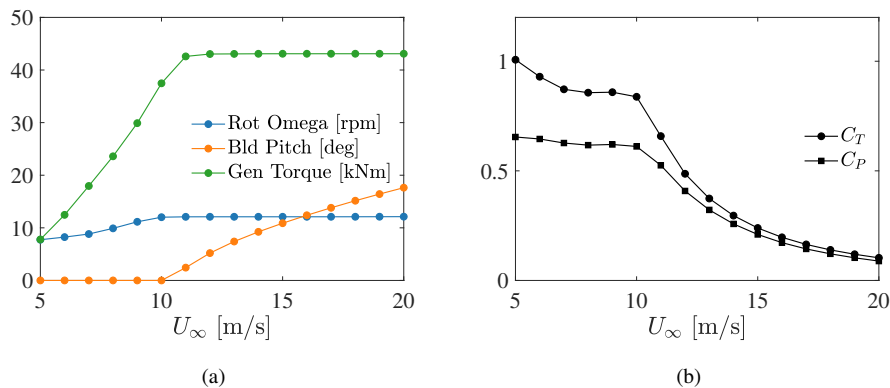 50
40
30
20
10
0
Rot Omega [rpm]
Bld Pitch [deg]
Gen Torque [kNm]
5 10 15 20
U∞ [m/s]
(a)
1
0.5
0
C_T
C_P
5 10 15 20
U∞ [m/s]
(b)